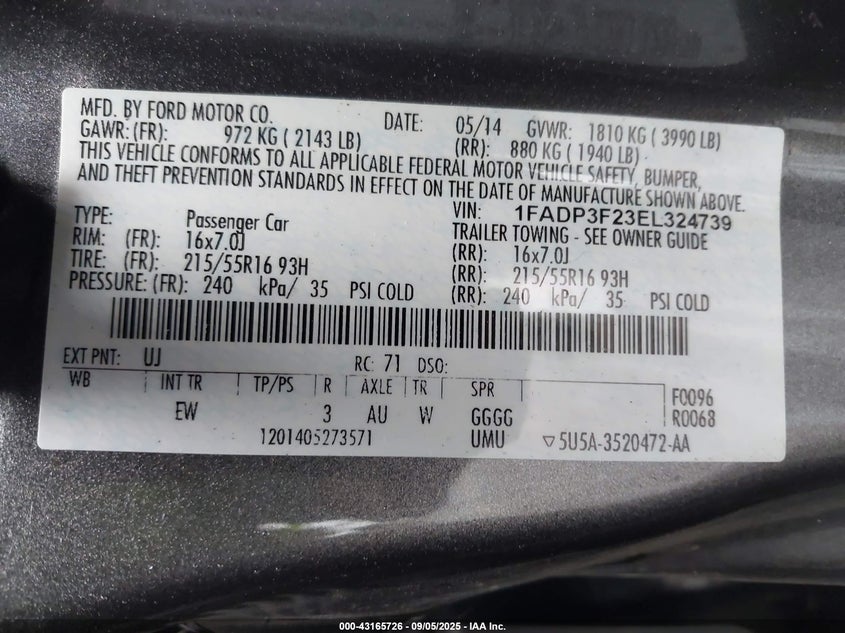 MFD. BY FORD MOTOR CO. DATE: 05/14 GVWR: 1810 KG ( 3990 LB)
GAWR: (FR): 972 KG ( 2143 LB) (RR): 880 KG ( 1940 LB)
THIS VEHICLE CONFORMS TO ALL APPLICABLE FEDERAL MOTOR VEHICLE SAFETY, BUMPER,
AND THEFT PREVENTION STANDARDS IN EFFECT ON THE DATE OF MANUFACTURE SHOWN ABOVE.
VIN: 1FADP3F23EL324739
TYPE: Passenger Car TRAILER TOWING - SEE OWNER GUIDE
RIM: (FR): 16x7.0J (RR): 16x7.0J
TIRE: (FR): 215/55R16 93H (RR): 215/55R16 93H
PRESSURE: (FR): 240 kPa/ 35 PSI COLD (RR): 240 kPa/ 35 PSI COLD
EXT PNT: UJ RC: 71 DSO:
WB INT TR TP/PS R AXLE TR SPR F0096
EW 3 AU W GGGG R0068
1201405273571 UMU ▽5U5A-3520472-AA
000-43165726 - 09/05/2025 - IAA Inc.